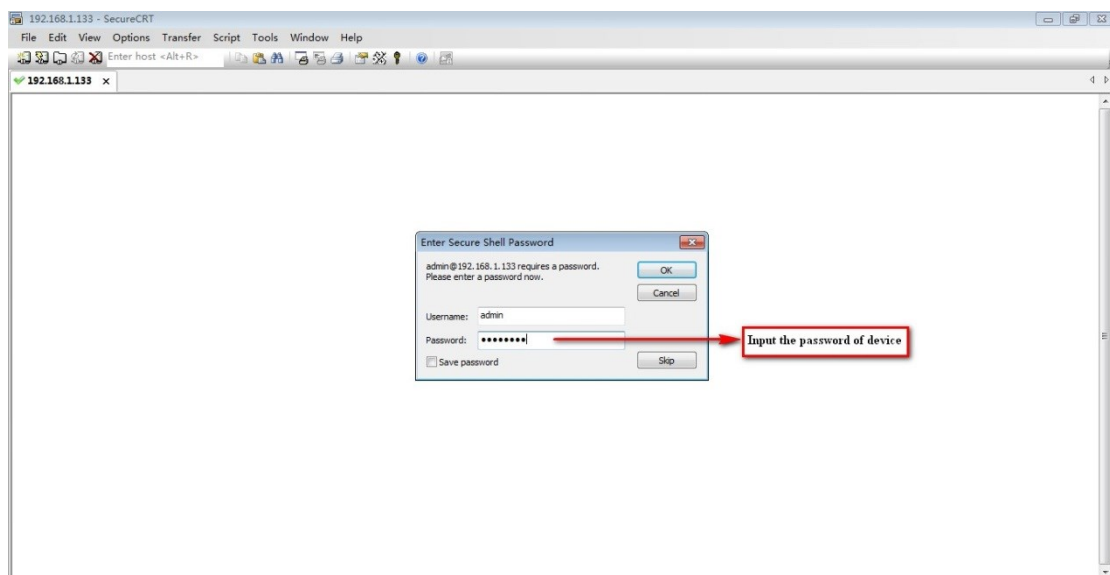 192.168.1.133 - SecureCRT
File Edit View Options Transfer Script Tools Window Help
Enter host <Alt+R>
192.168.1.133 x
Enter Secure Shell Password
admin@192.168.1.133 requires a password.
Please enter a password now.
OK
Cancel
Username: admin
Password: ••••••••
Input the password of device
Save password
Skip